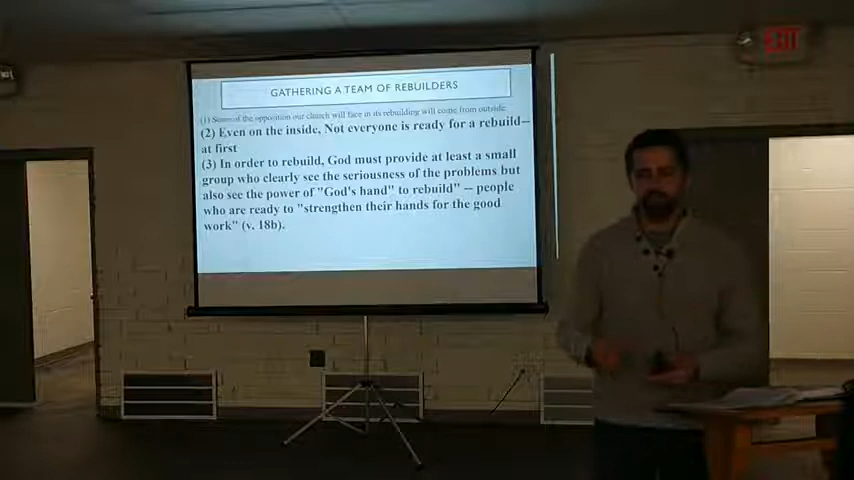 GATHERING A TEAM OF REBUILDERS
(1) Some of the opposition our church will face in its rebuilding will come from outside.
(2) Even on the inside, Not everyone is ready for a rebuild—
at first
(3) In order to rebuild, God must provide at least a small
group who clearly see the seriousness of the problems but
also see the power of "God's hand" to rebuild" -- people
who are ready to "strengthen their hands for the good
work" (v. 18b).
EXIT